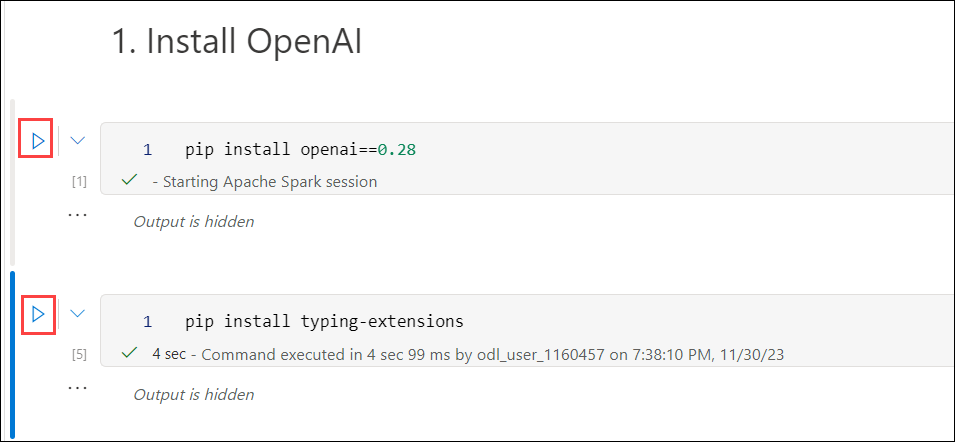 1. Install OpenAI
1 pip install openai==0.28
[1] - Starting Apache Spark session
... Output is hidden
1 pip install typing-extensions
[5] 4 sec - Command executed in 4 sec 99 ms by odl_user_1160457 on 7:38:10 PM, 11/30/23
... Output is hidden